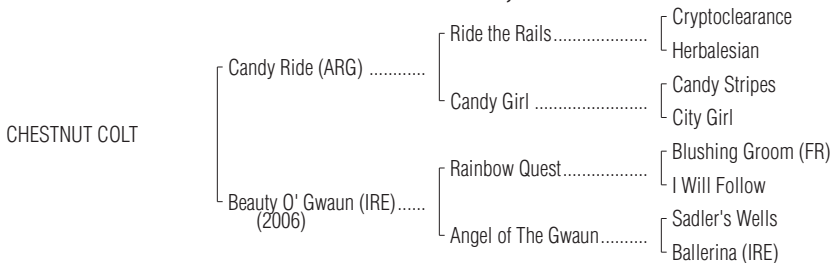 Cryptoclearance
Ride the Rails....................
Herbalesian
Candy Ride (ARG) ............
Candy Stripes
Candy Girl ........................
City Girl
CHESTNUT COLT
Blushing Groom (FR)
Rainbow Quest..................
I Will Follow
Beauty O' Gwaun (IRE)......
(2006)
Sadler's Wells
Angel of The Gwaun..........
Ballerina (IRE)